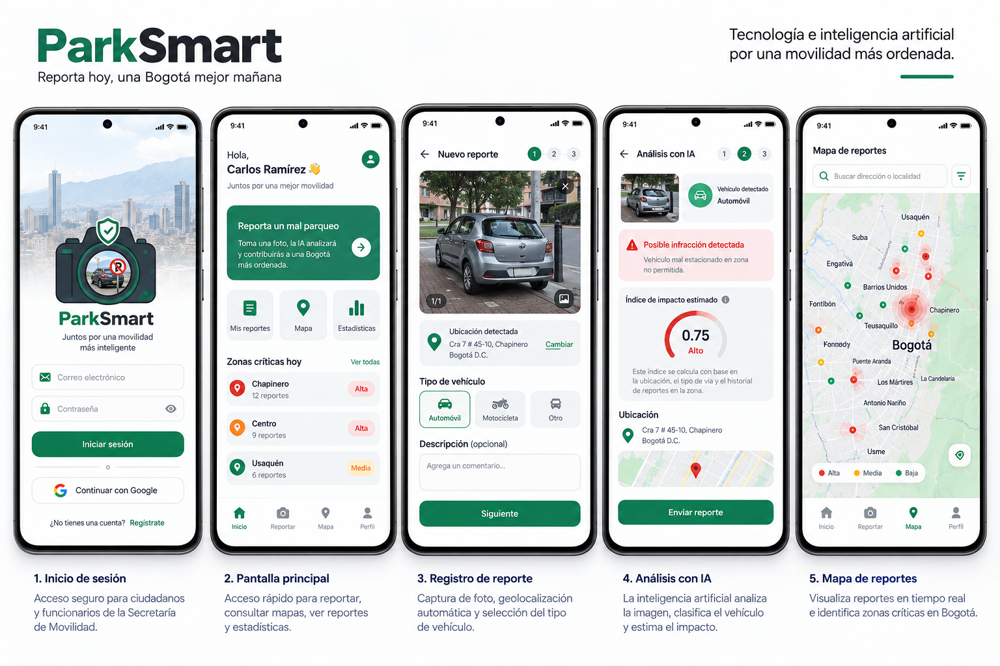 ParkSmart
Reporta hoy, una Bogotá mejor mañana
Tecnología e inteligencia artificial
por una movilidad más ordenada.
9:41
ParkSmart
Juntos por una movilidad
más inteligente
Correo electrónico
Contraseña
Iniciar sesión
o
Continuar con Google
¿No tienes una cuenta? Regístrate
9:41
Hola,
Carlos Ramírez 👋
Juntos por una mejor movilidad
Reporta un mal parqueo
Toma una foto, la IA analizará
y contribuirás a una Bogotá
más ordenada.
Mis reportes
Mapa
Estadísticas
Zonas críticas hoy
Ver todas
Chapinero
12 reportes
Alta
Centro
9 reportes
Alta
Usaquén
6 reportes
Media
Inicio
Reportar
Mapa
Perfil
9:41
Nuevo reporte
1 2 3
1/1
Ubicación detectada
Cra 7 # 45-10, Chapinero
Bogotá D.C.
Cambiar
Tipo de vehículo
Automóvil
Motocicleta
Otro
Descripción (opcional)
Agrega un comentario...
Siguiente
9:41
Análisis con IA
1 2 3
Vehículo detectado
Automóvil
Posible infracción detectada
Vehículo mal estacionado en zona
no permitida.
Índice de impacto estimado
0.75
Alto
Este índice se calcula con base en
la ubicación, el tipo de vía y el historial
de reportes en la zona.
Ubicación
Cra 7 # 45-10, Chapinero
Bogotá D.C.
Enviar reporte
9:41
Mapa de reportes
Buscar dirección o localidad
Usaquén
Suba
Engativá
Barrios Unidos
Fontibón
Chapinero
Teusaquillo
Bogotá
Puente Aranda
Los Mártires
La Candelaria
Antonio Nariño
San Cristóbal
Usme
Alta
Media
Baja
Inicio
Reportar
Mapa
Perfil
1. Inicio de sesión
Acceso seguro para ciudadanos
y funcionarios de la Secretaría
de Movilidad.
2. Pantalla principal
Acceso rápido para reportar,
consultar mapas, ver reportes
y estadísticas.
3. Registro de reporte
Captura de foto, geolocalización
automática y selección del tipo
de vehículo.
4. Análisis con IA
La inteligencia artificial analiza
la imagen, clasifica el vehículo
y estima el impacto.
5. Mapa de reportes
Visualiza reportes en tiempo real
e identifica zonas críticas en Bogotá.